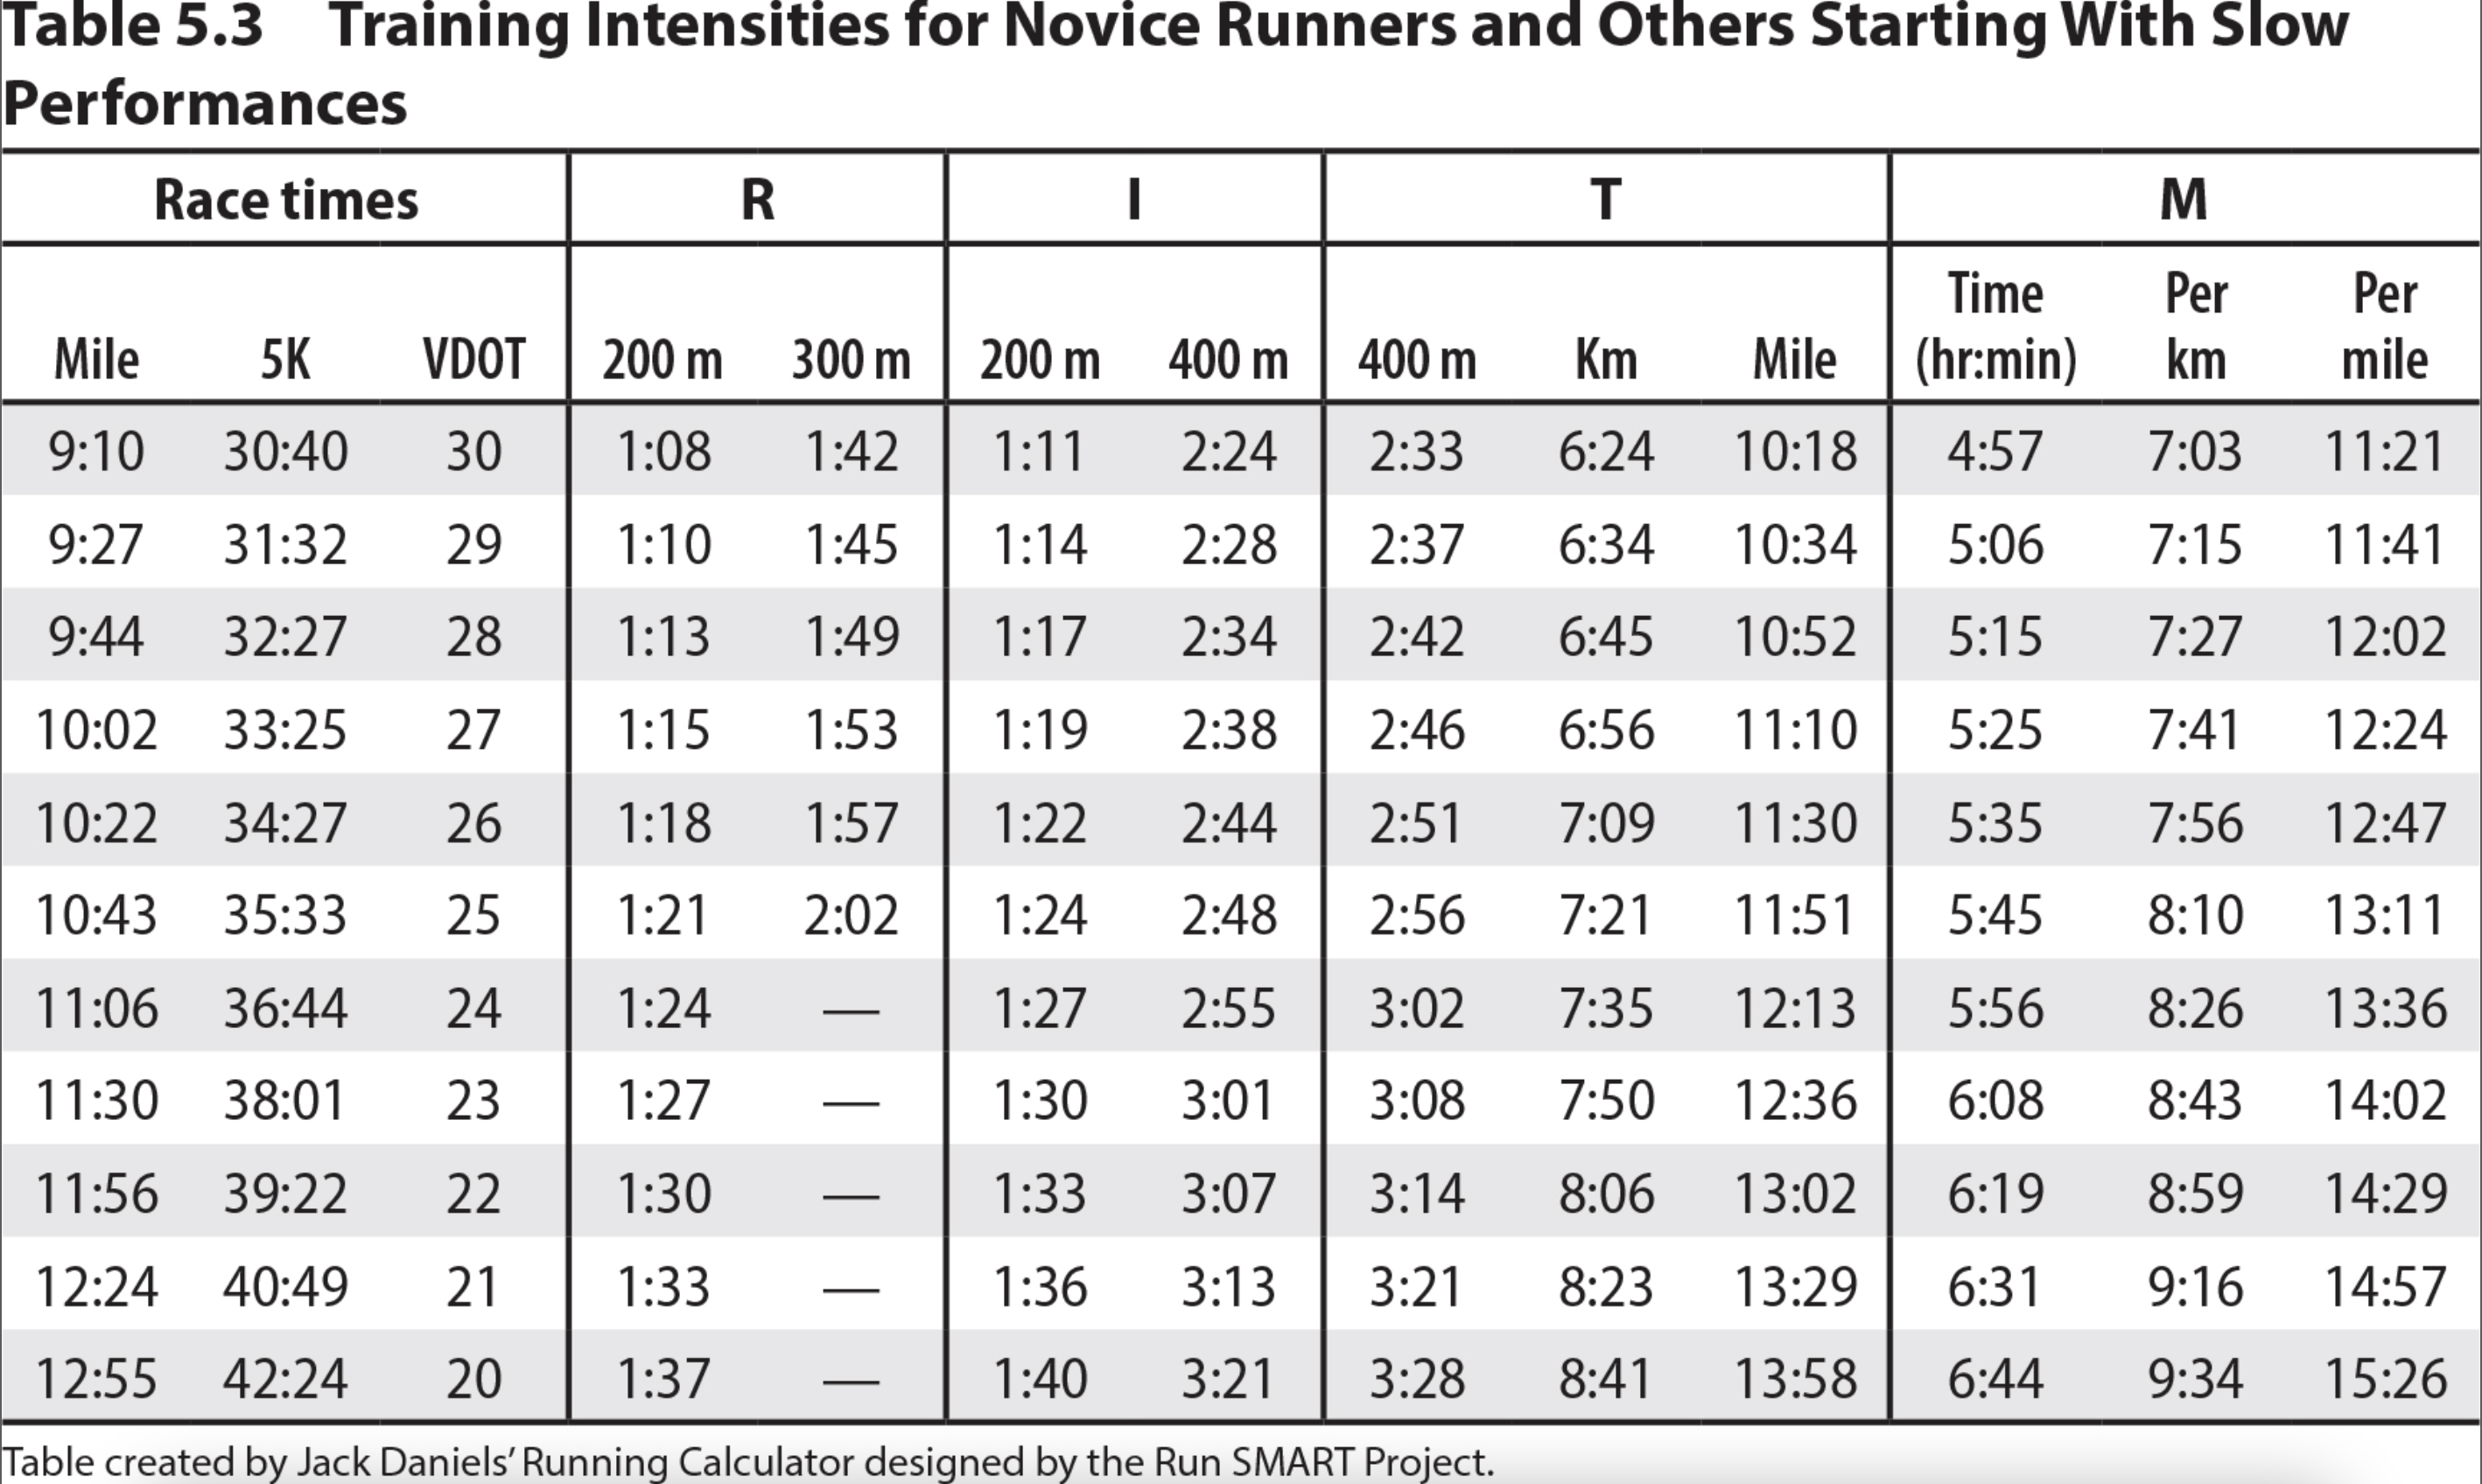 Table 5.3 Training Intensities for Novice Runners and Others Starting With Slow
Performances
Race times R I T M
Mile 5K VDOT 200 m 300 m 200 m 400 m 400 m Km Mile Time (hr:min) Per km Per mile
9:10 30:40 30 1:08 1:42 1:11 2:24 2:33 6:24 10:18 4:57 7:03 11:21
9:27 31:32 29 1:10 1:45 1:14 2:28 2:37 6:34 10:34 5:06 7:15 11:41
9:44 32:27 28 1:13 1:49 1:17 2:34 2:42 6:45 10:52 5:15 7:27 12:02
10:02 33:25 27 1:15 1:53 1:19 2:38 2:46 6:56 11:10 5:25 7:41 12:24
10:22 34:27 26 1:18 1:57 1:22 2:44 2:51 7:09 11:30 5:35 7:56 12:47
10:43 35:33 25 1:21 2:02 1:24 2:48 2:56 7:21 11:51 5:45 8:10 13:11
11:06 36:44 24 1:24 — 1:27 2:55 3:02 7:35 12:13 5:56 8:26 13:36
11:30 38:01 23 1:27 — 1:30 3:01 3:08 7:50 12:36 6:08 8:43 14:02
11:56 39:22 22 1:30 — 1:33 3:07 3:14 8:06 13:02 6:19 8:59 14:29
12:24 40:49 21 1:33 — 1:36 3:13 3:21 8:23 13:29 6:31 9:16 14:57
12:55 42:24 20 1:37 — 1:40 3:21 3:28 8:41 13:58 6:44 9:34 15:26
Table created by Jack Daniels’ Running Calculator designed by the Run SMART Project.